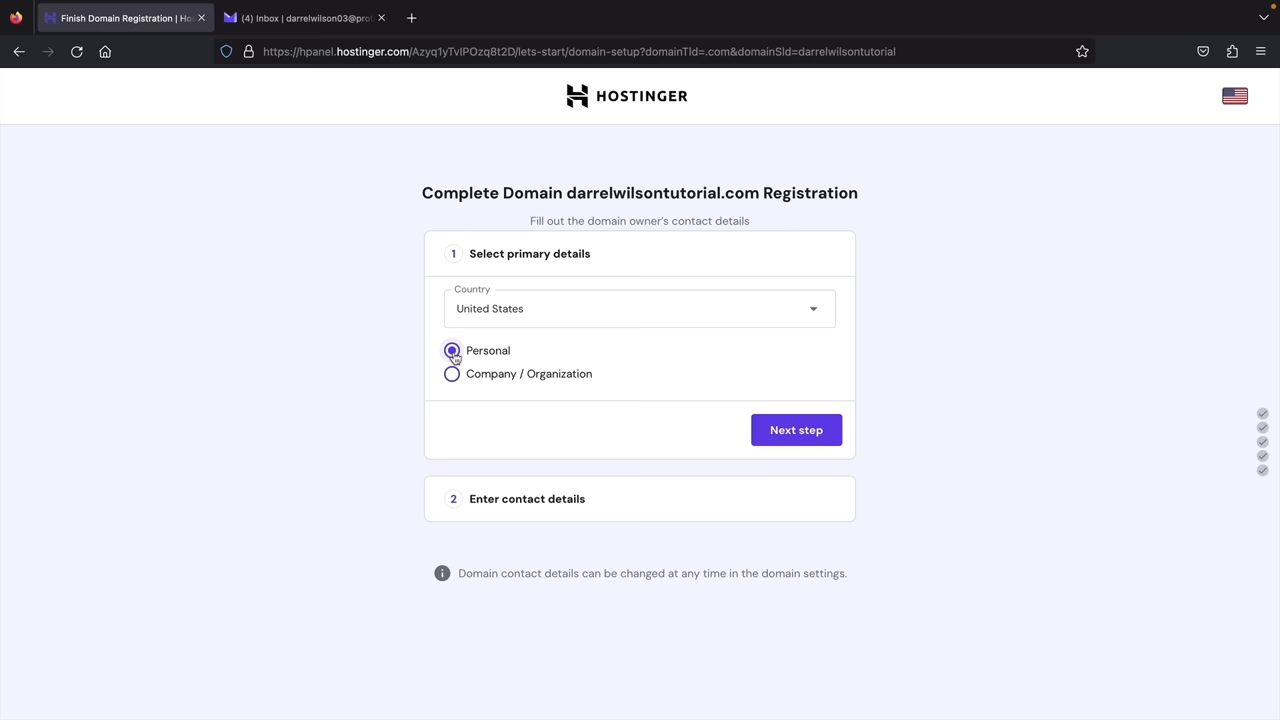 Finish Domain Registration | Ho
(4) Inbox | darrelwilson03@pro
https://hpanel.hostinger.com/Azyq1yTvIPOzq8t2D/lets-start/domain-setup?domainTld=.com&domainSld=darrelwilsontutorial
HOSTINGER
Complete Domain darrelwilsontutorial.com Registration
Fill out the domain owner's contact details
1 Select primary details
Country
United States
Personal
Company / Organization
Next step
2 Enter contact details
Domain contact details can be changed at any time in the domain settings.